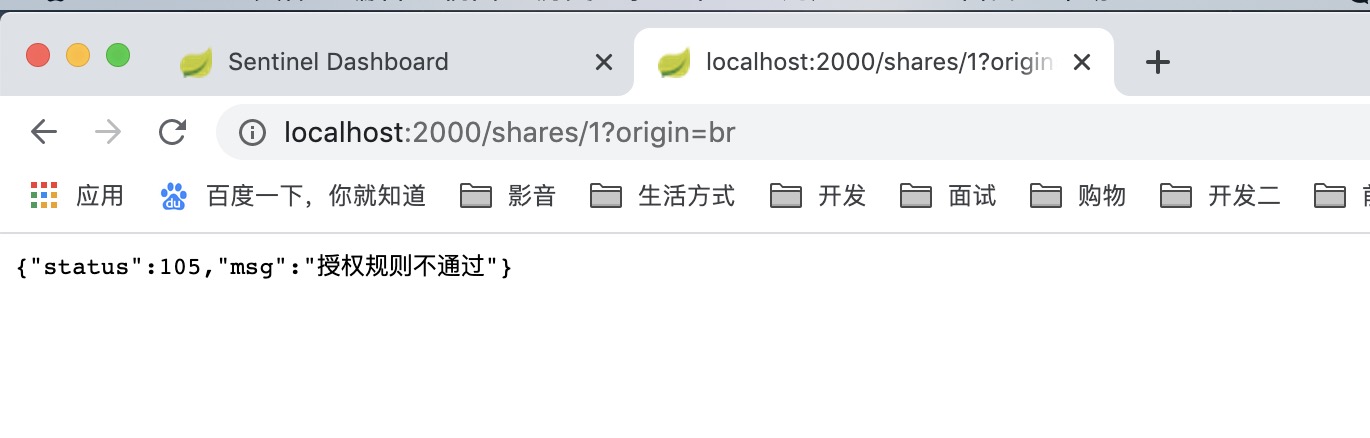 Sentinel Dashboard
localhost:2000/shares/1?origin
localhost:2000/shares/1?origin=br
应用 百度一下，你就知道 影音 生活方式 开发 面试 购物 开发二
{"status":105,"msg":"授权规则不通过"}